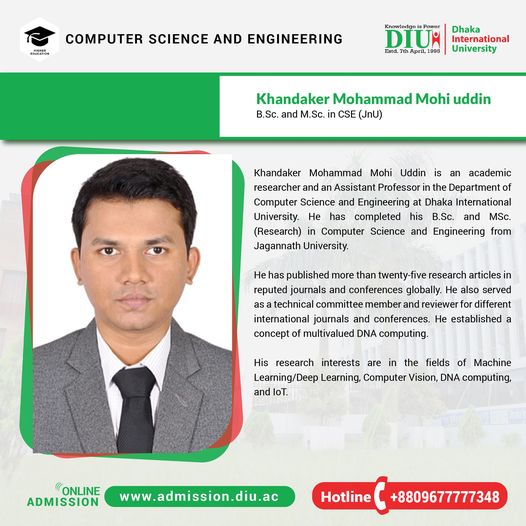 HIGHER
EDUCATION
COMPUTER SCIENCE AND ENGINEERING
Knowledge is Power
DIU
Estd. 7th April, 1995
Dhaka
International
University
Khandaker Mohammad Mohi uddin
B.Sc. and M.Sc. in CSE (JnU)
Khandaker Mohammad Mohi Uddin is an academic
researcher and an Assistant Professor in the Department of
Computer Science and Engineering at Dhaka International
University. He has completed his B.Sc. and MSc.
(Research) in Computer Science and Engineering from
Jagannath University.
He has published more than twenty-five research articles in
reputed journals and conferences globally. He also served
as a technical committee member and reviewer for different
international journals and conferences. He established a
concept of multivalued DNA computing.
His research interests are in the fields of Machine
Learning/Deep Learning, Computer Vision, DNA computing,
and IoT.
ONLINE
ADMISSION
www.admission.diu.ac
Hotline +8809677777348